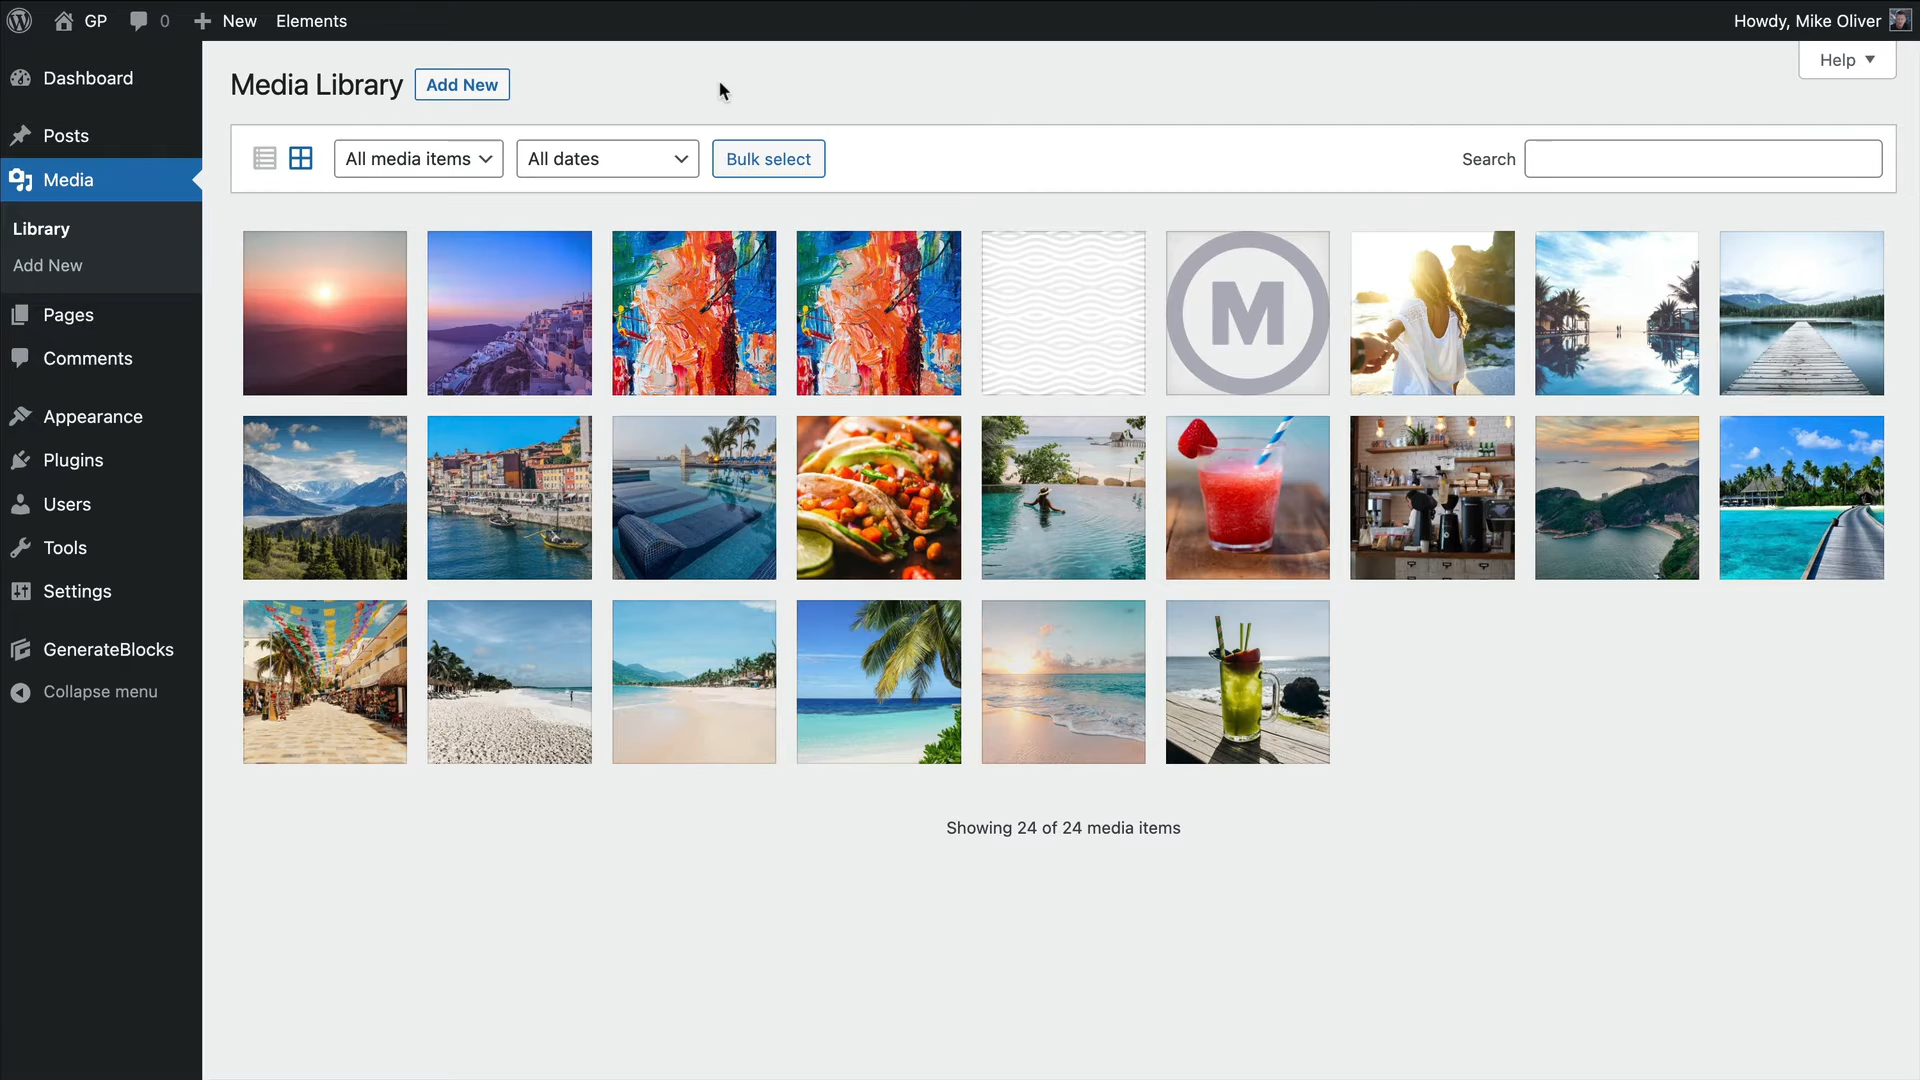 GP
0
New
Elements
Howdy, Mike Oliver
Help
Dashboard
Posts
Media
Library
Add New
Pages
Comments
Appearance
Plugins
Users
Tools
Settings
GenerateBlocks
Collapse menu
Media Library
Add New
All media items
All dates
Bulk select
Search
M
Showing 24 of 24 media items